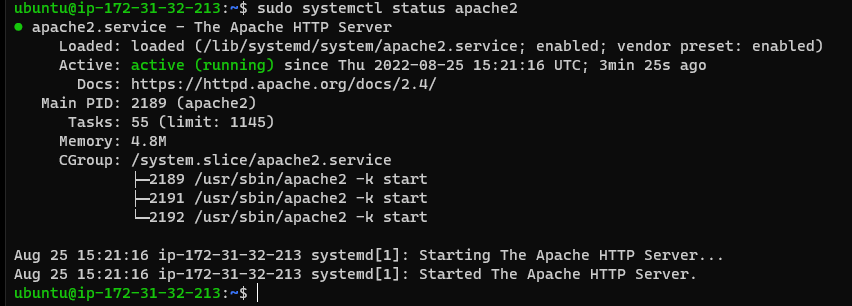 ubuntu@ip-172-31-32-213:~$ sudo systemctl status apache2
● apache2.service - The Apache HTTP Server
     Loaded: loaded (/lib/systemd/system/apache2.service; enabled; vendor preset: enabled)
     Active: active (running) since Thu 2022-08-25 15:21:16 UTC; 3min 25s ago
       Docs: https://httpd.apache.org/docs/2.4/
   Main PID: 2189 (apache2)
      Tasks: 55 (limit: 1145)
     Memory: 4.8M
     CGroup: /system.slice/apache2.service
             ├─2189 /usr/sbin/apache2 -k start
             ├─2191 /usr/sbin/apache2 -k start
             └─2192 /usr/sbin/apache2 -k start
Aug 25 15:21:16 ip-172-31-32-213 systemd[1]: Starting The Apache HTTP Server...
Aug 25 15:21:16 ip-172-31-32-213 systemd[1]: Started The Apache HTTP Server.
ubuntu@ip-172-31-32-213:~$